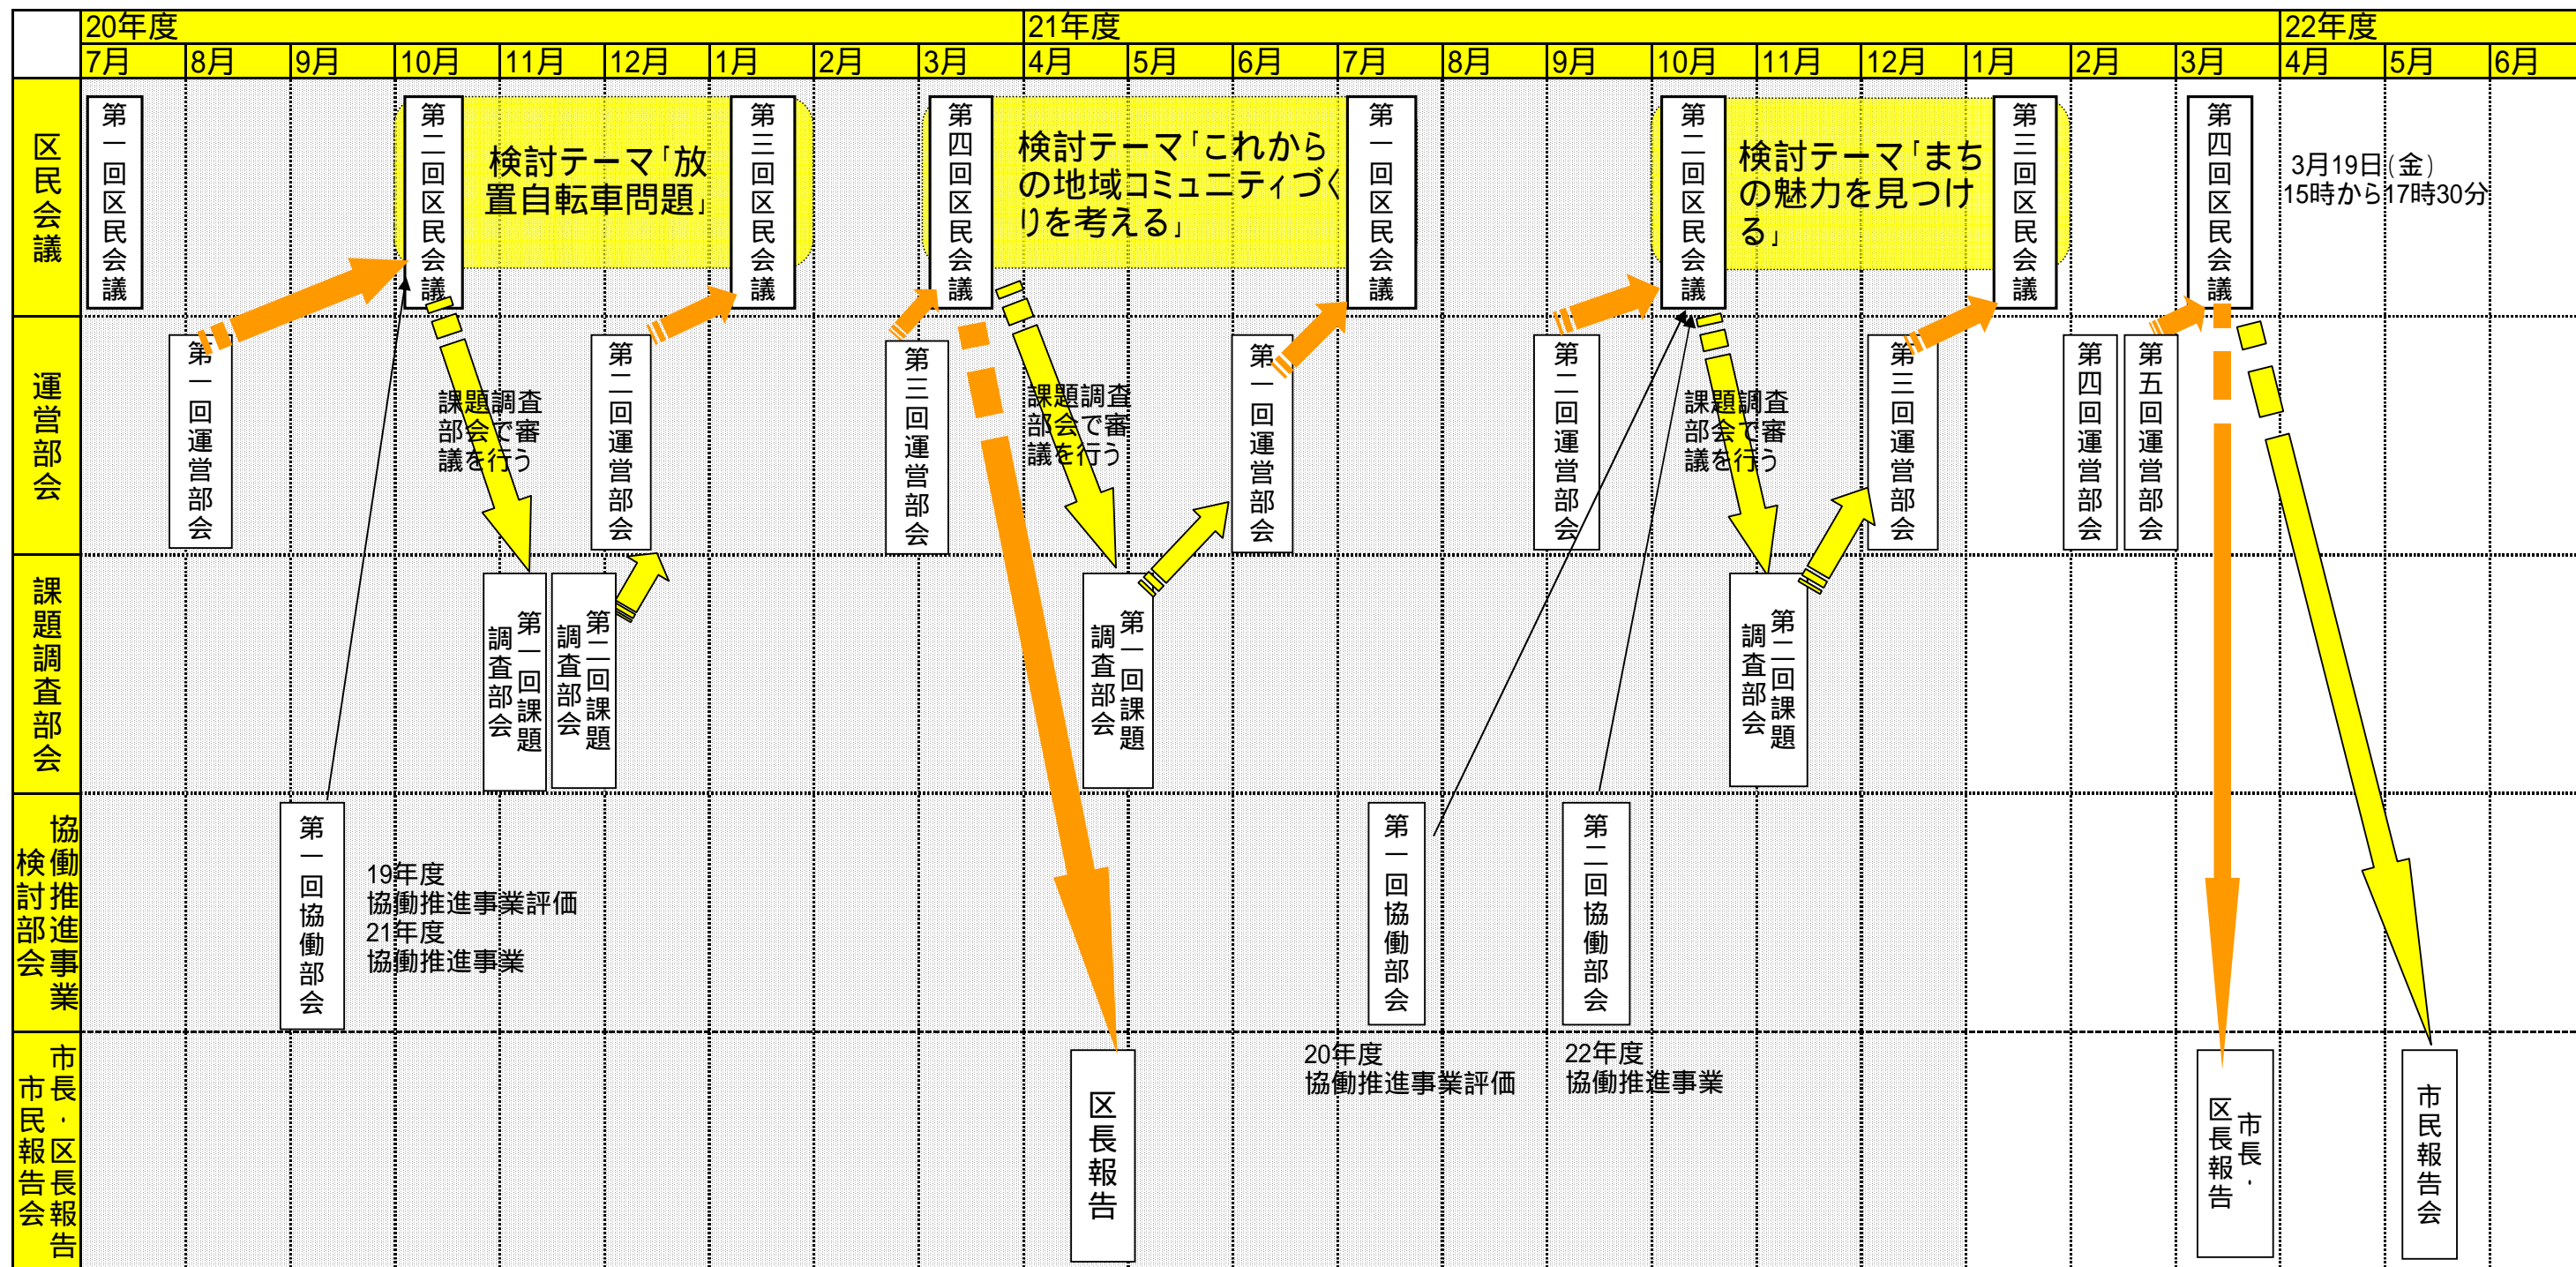 20年度
21年度
22年度
7月
8月
9月
10月
11月
12月
1月
2月
3月
4月
5月
6月
7月
8月
9月
10月
11月
12月
1月
2月
3月
4月
5月
6月
区民会議
第一回区民会議
第二回区民会議
検討テーマ「放
置自転車問題」
第三回区民会議
第四回区民会議
検討テーマ「これから
の地域コミュニティづく
りを考える」
第一回区民会議
第二回区民会議
検討テーマ「まち
の魅力を見つけ
る」
第三回区民会議
第四回区民会議
3月19日(金)
15時から17時30分
運営部会
第一回運営部会
課題調査
部会で審
議を行う
第二回運営部会
第三回運営部会
課題調査
部会で審
議を行う
第一回運営部会
第二回運営部会
課題調査
部会で審
議を行う
第三回運営部会
第四回運営部会
第五回運営部会
課題調査部会
第一回課題
調査部会
第二回課題
調査部会
第一回課題
調査部会
第二回課題
調査部会
協働推進事業
検討部会
第一回協働部会
19年度
協働推進事業評価
21年度
協働推進事業
第一回協働部会
第二回協働部会
市長・区長報告
市民報告会
区長報告
20年度
協働推進事業評価
22年度
協働推進事業
市長・
区長報告
市民報告会